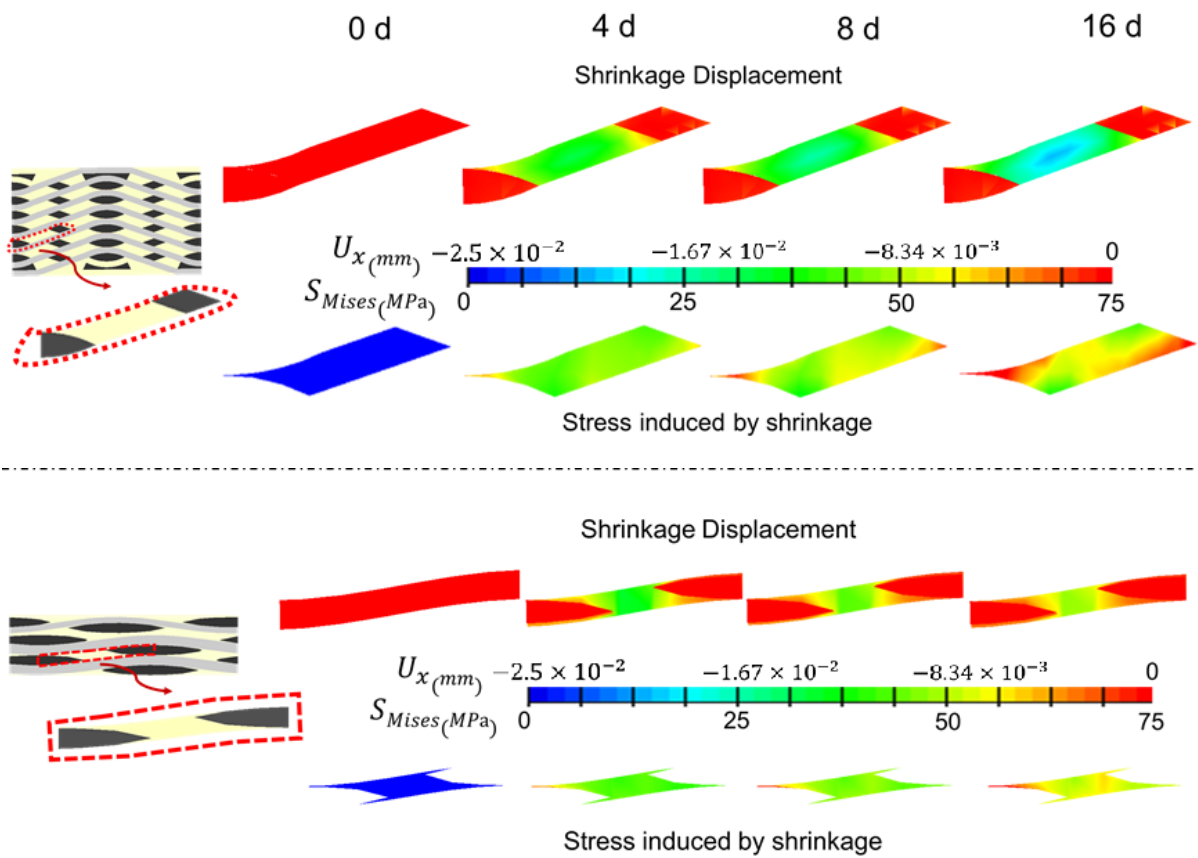 0 d 4 d 8 d 16 d
Shrinkage Displacement
U_x(mm) −2.5 × 10⁻² −1.67 × 10⁻² −8.34 × 10⁻³ 0
S_Mises(MPa) 0 25 50 75
Stress induced by shrinkage
Shrinkage Displacement
U_x(mm) −2.5 × 10⁻² −1.67 × 10⁻² −8.34 × 10⁻³ 0
S_Mises(MPa) 0 25 50 75
Stress induced by shrinkage